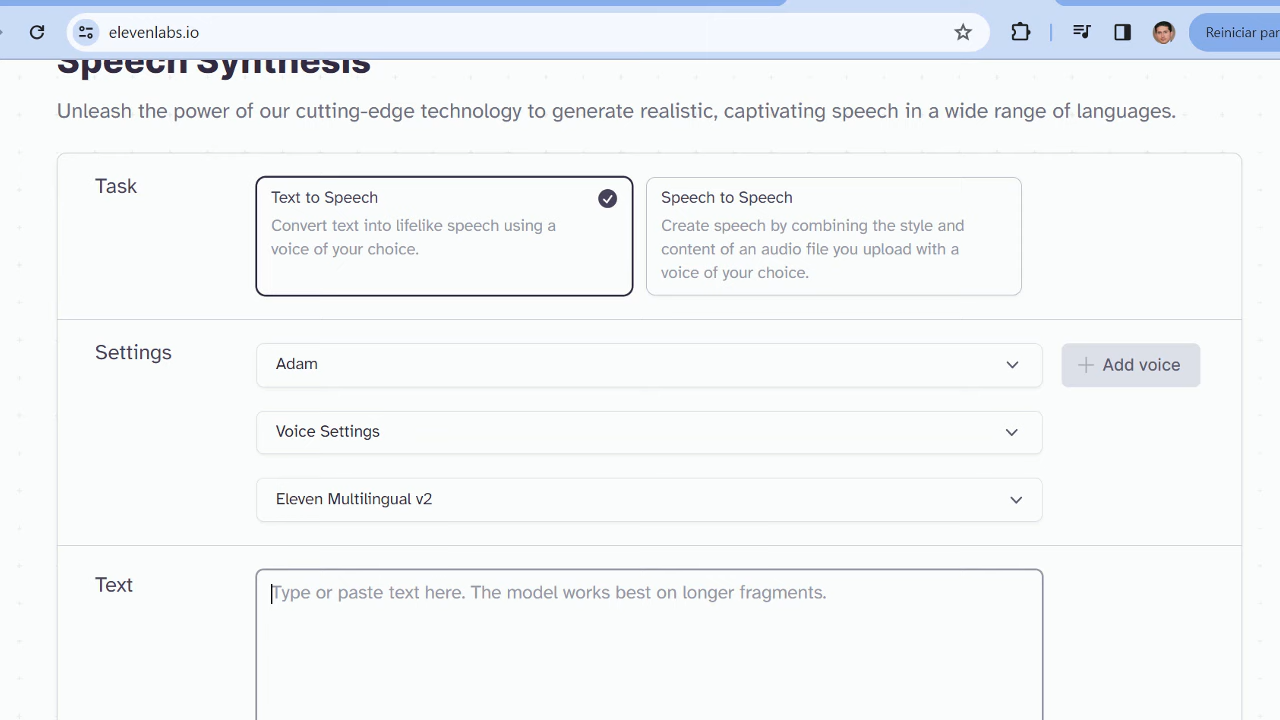 elevenlabs.io
Reiniciar par
Speech Synthesis
Unleash the power of our cutting-edge technology to generate realistic, captivating speech in a wide range of languages.
Task
Text to Speech
Convert text into lifelike speech using a
voice of your choice.
Speech to Speech
Create speech by combining the style and
content of an audio file you upload with a
voice of your choice.
Settings
Adam
Add voice
Voice Settings
Eleven Multilingual v2
Text
Type or paste text here. The model works best on longer fragments.